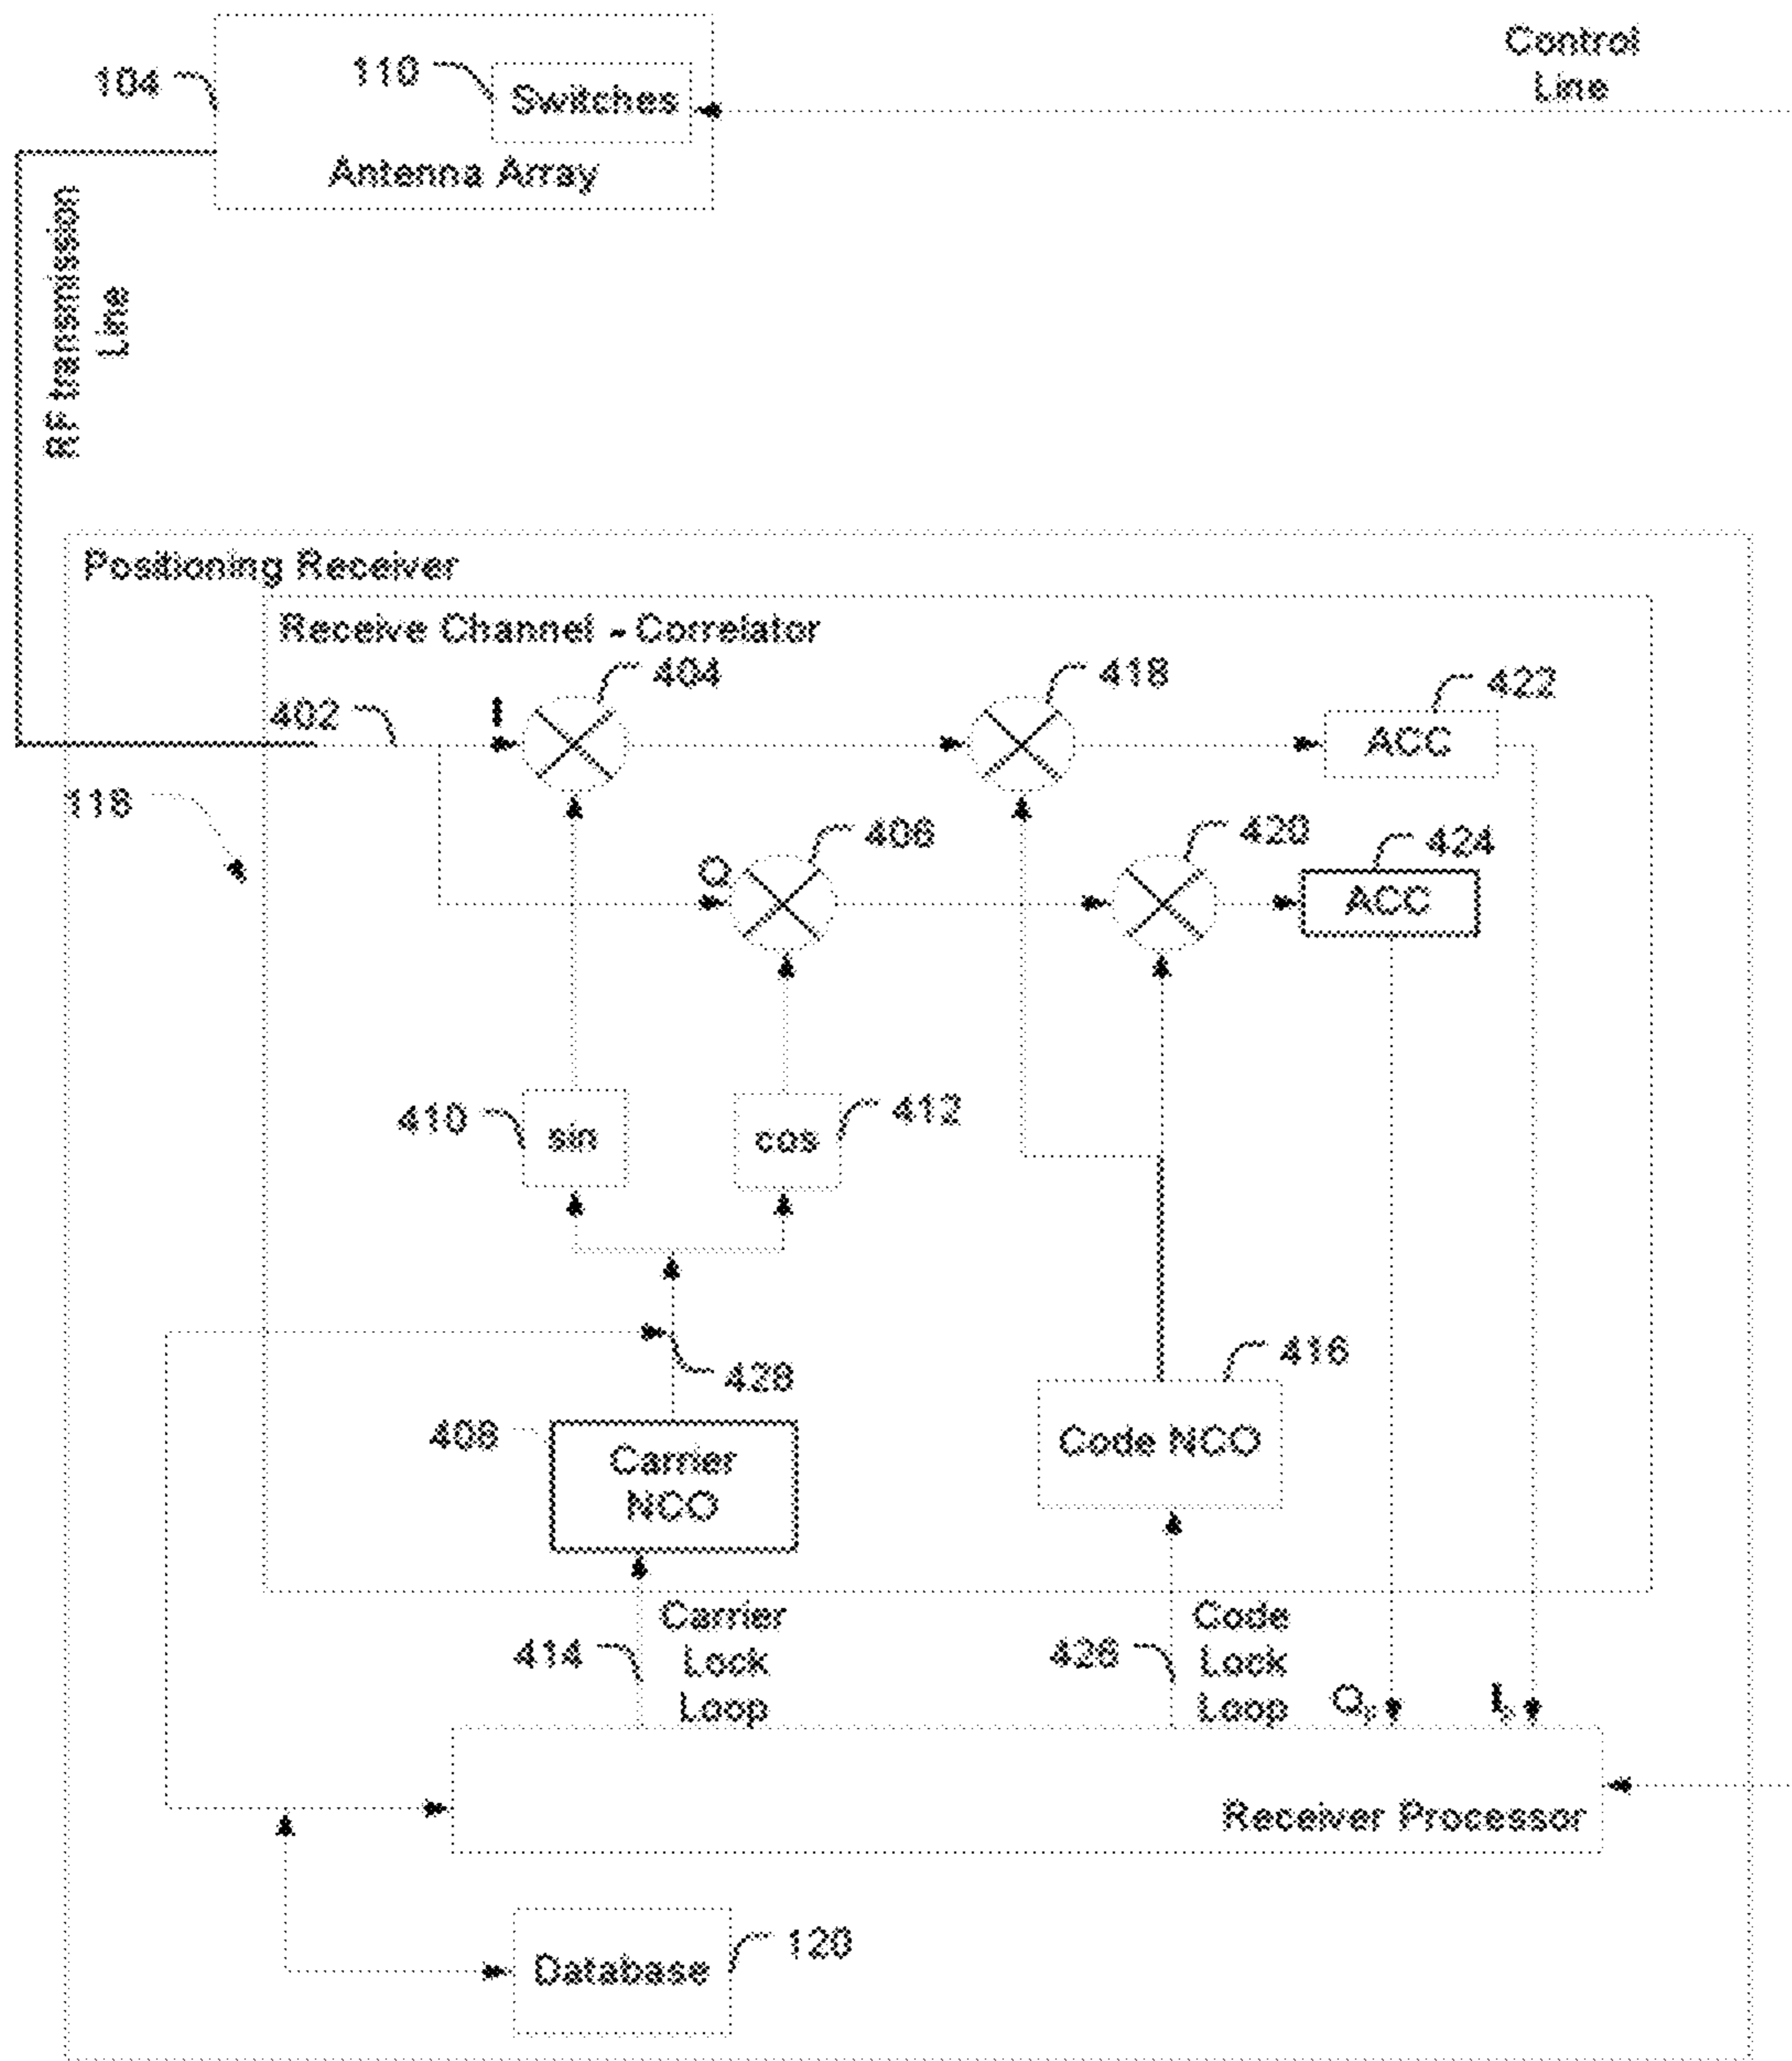 Control
Line
104
110
Switches
Antenna Array
RF transmission
Line
Positioning Receiver
Receive Channel - Correlator
404
418
422
402
I
ACC
118
406
420
424
Q
ACC
410
sin
cos
412
428
416
408
Carrier
NCO
Code NCO
414
Carrier
Lock
Loop
426
Code
Lock
Loop
Receiver Processor
Database
120